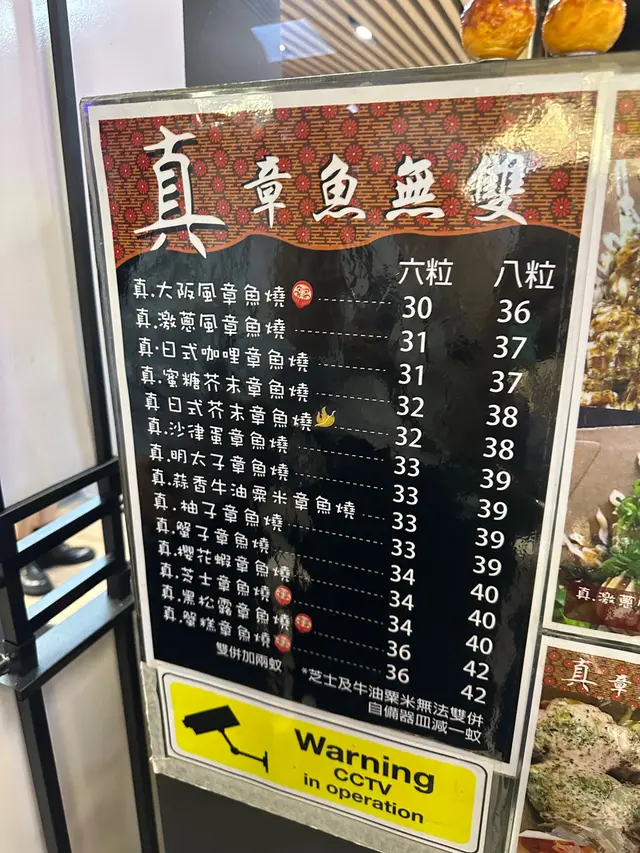 真 章魚無雙
六粒 八粒
真.大阪風章魚燒 30 36
真.激蔥風章魚燒 31 37
真.日式咖哩章魚燒 31 37
真.蜜糖芥末章魚燒 32 38
真 日式芥末章魚燒 32 38
真.沙律蛋章魚燒 33 39
真.明太子章魚燒 33 39
真.蒜香牛油粟米章魚燒 33 39
真.柚子章魚燒 33 39
真.蟹子章魚燒 34 40
真.櫻花蝦章魚燒 34 40
真.芝士章魚燒 34 40
真.黑松露章魚燒 36 42
真.蟹糕章魚燒 36 42
雙併加兩蚊
*芝士及牛油粟米無法雙併
自備器皿減一蚊
Warning
CCTV
in operation
真.激蔥
真 章